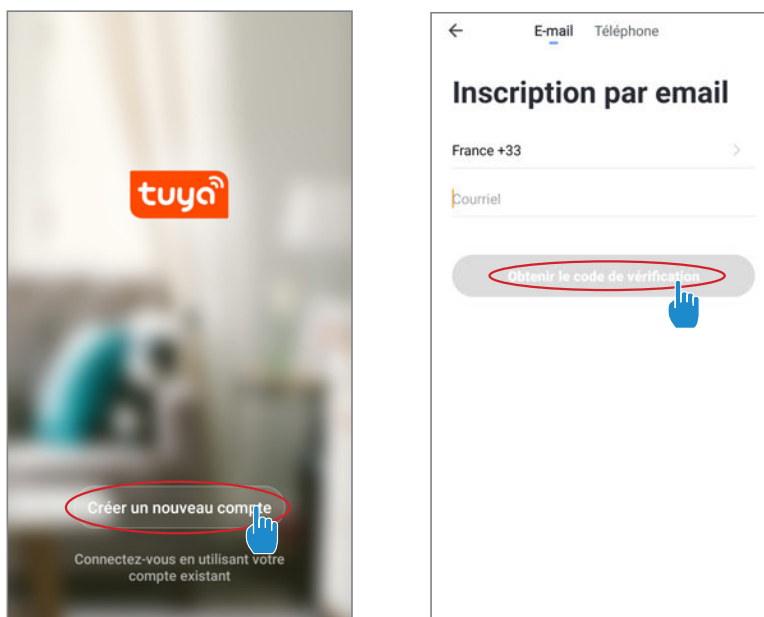 tuya
Créer un nouveau compte
Connectez-vous en utilisant votre
compte existant
E-mail Téléphone
Inscription par email
France +33
Courriel
Obtenir le code de vérification